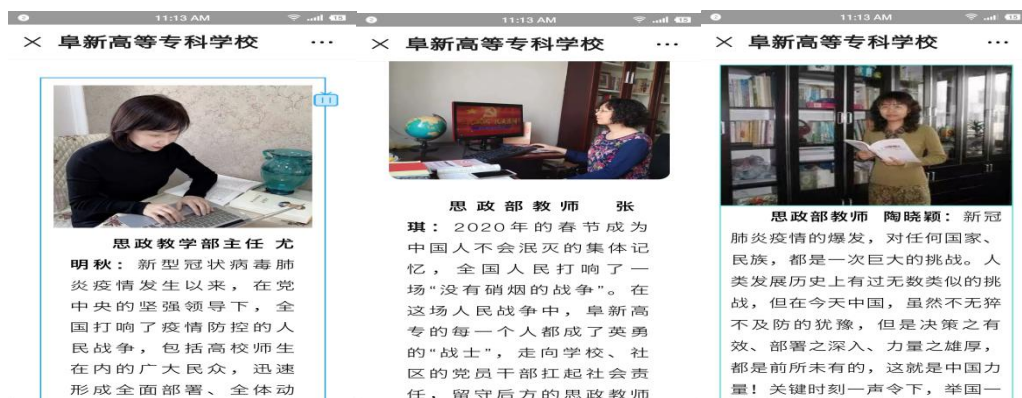 11:13 AM
阜新高等专科学校
思政教学部主任 尤
明秋：新型冠状病毒肺
炎疫情发生以来，在党
中央的坚强领导下，全
国打响了疫情防控的人
民战争，包括高校师生
在内的广大民众，迅速
形成全面部署、全体动
11:13 AM
阜新高等专科学校
思政部教师 张
琪：2020年的春节成为
中国人不会泯灭的集体记
忆，全国人民打响了一
场“没有硝烟的战争”。在
这场人民战争中，阜新高
专的每一个人都成了英勇
的“战士”，走向学校、社
区的党员干部扛起社会责
任，留守后方的思政教师
11:13 AM
阜新高等专科学校
思政部教师 陶晓颖：新冠
肺炎疫情的爆发，对任何国家、
民族，都是一次巨大的挑战。人
类发展历史上有过无数类似的挑
战，但在今天中国，虽然不无猝
不及防的犹豫，但是决策之有
效、部署之深入、力量之雄厚，
都是前所未有的，这就是中国力
量！关键时刻一声令下，举国一